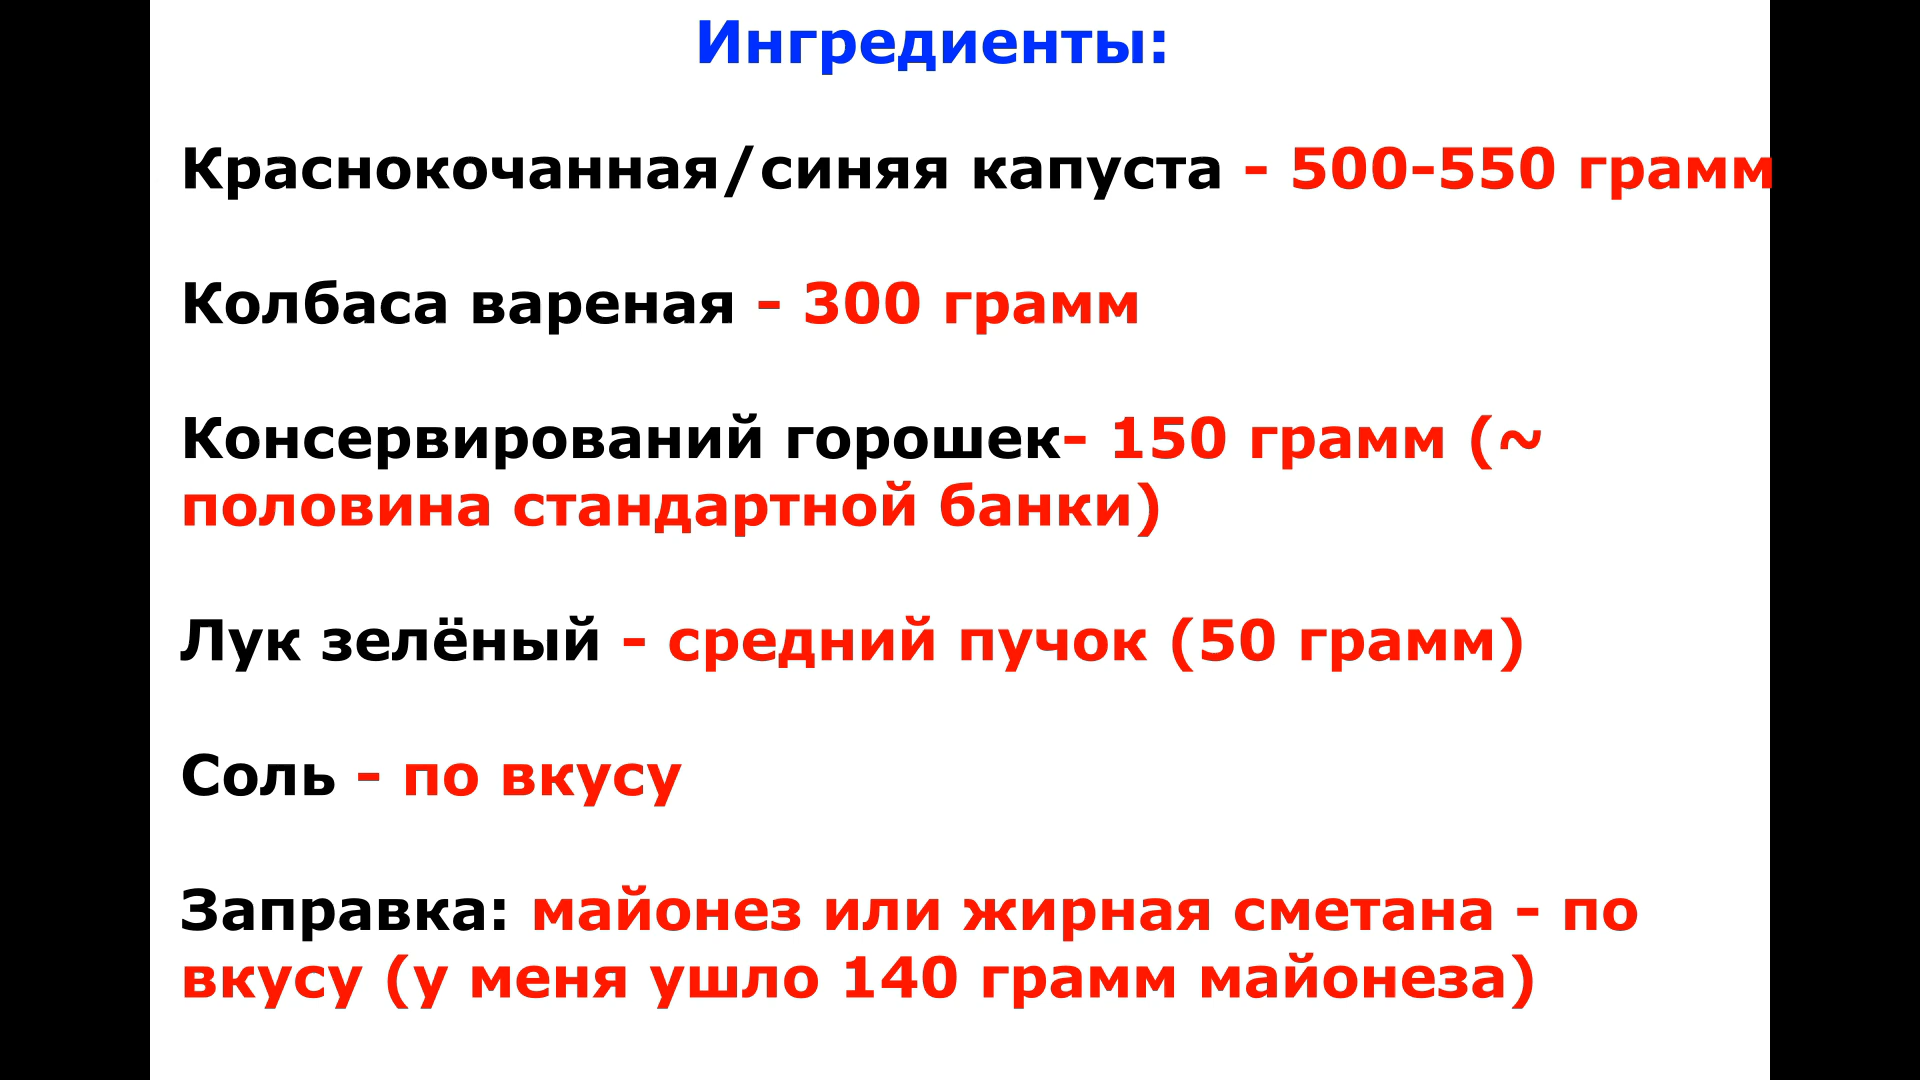 Ингредиенты:
Краснокочанная/синяя капуста - 500-550 грамм
Колбаса вареная - 300 грамм
Консервирований горошек- 150 грамм (~
половина стандартной банки)
Лук зелёный - средний пучок (50 грамм)
Соль - по вкусу
Заправка: майонез или жирная сметана - по
вкусу (у меня ушло 140 грамм майонеза)